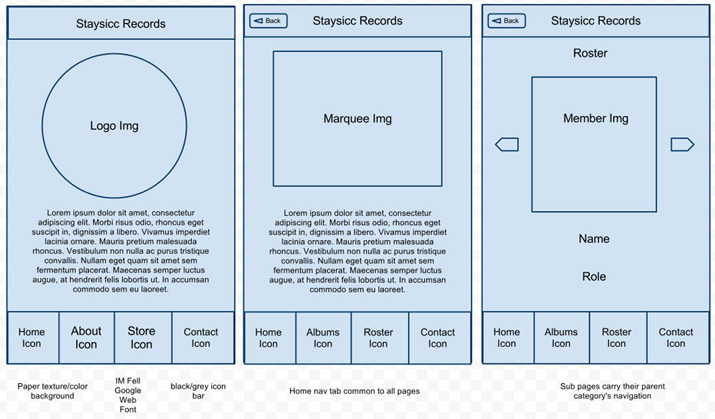 Staysicc Records
Logo Img
Lorem ipsum dolor sit amet, consectetur
adipiscing elit. Morbi risus odio, rhoncus eget
suscipit in, dignissim a libero. Vivamus imperdiet
lacinia ornare. Mauris pretium malesuada
rhoncus. Vestibulum non nulla ac purus tristique
convallis. Nullam eget quam sit amet sem
fermentum placerat. Maecenas semper luctus
augue, at hendrerit felis lobortis ut. In accumsan
commodo sem eu laoreet.
Home
Icon
About
Icon
Store
Icon
Contact
Icon
Paper texture/color
background
IM Fell
Google
Web
Font
black/grey icon
bar
Back
Staysicc Records
Marquee Img
Lorem ipsum dolor sit amet, consectetur
adipiscing elit. Morbi risus odio, rhoncus eget
suscipit in, dignissim a libero. Vivamus imperdiet
lacinia ornare. Mauris pretium malesuada
rhoncus. Vestibulum non nulla ac purus tristique
convallis. Nullam eget quam sit amet sem
fermentum placerat. Maecenas semper luctus
augue, at hendrerit felis lobortis ut. In accumsan
commodo sem eu laoreet.
Home
Icon
Albums
Icon
Roster
Icon
Contact
Icon
Home nav tab common to all pages
Back
Staysicc Records
Roster
Member Img
Name
Role
Home
Icon
Albums
Icon
Roster
Icon
Contact
Icon
Sub pages carry their parent
category's navigation